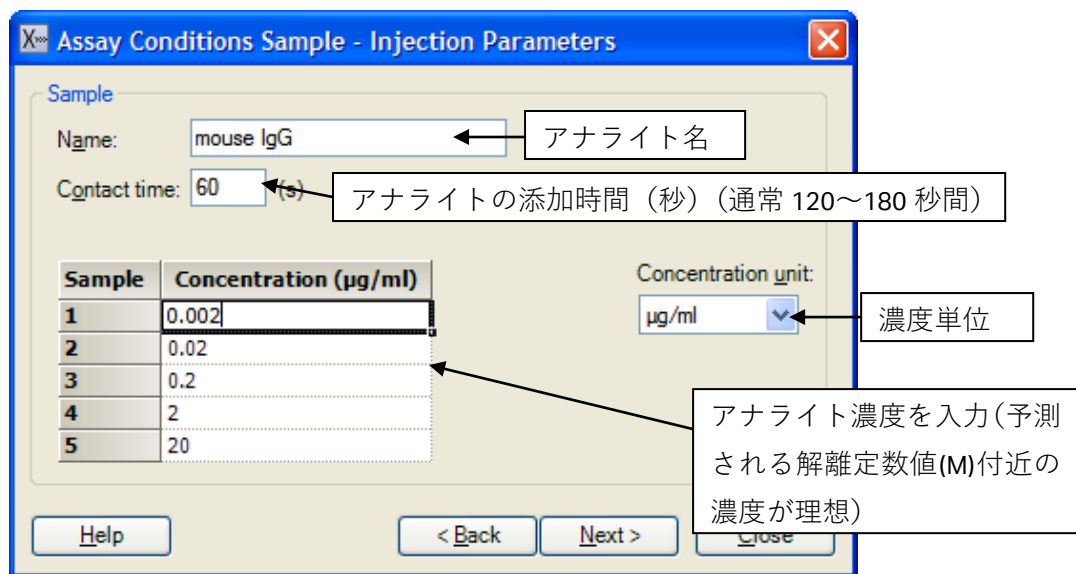 Assay Conditions Sample - Injection Parameters
Sample
Name: mouse IgG
アナライト名
Contact time: 60 (s)
アナライトの添加時間（秒）（通常 120～180 秒間）
Concentration unit:
µg/ml
濃度単位
Sample Concentration (µg/ml)
1 0.002
2 0.02
3 0.2
4 2
5 20
アナライト濃度を入力（予測
される解離定数値(M)付近の
濃度が理想）
Help < Back Next > Close